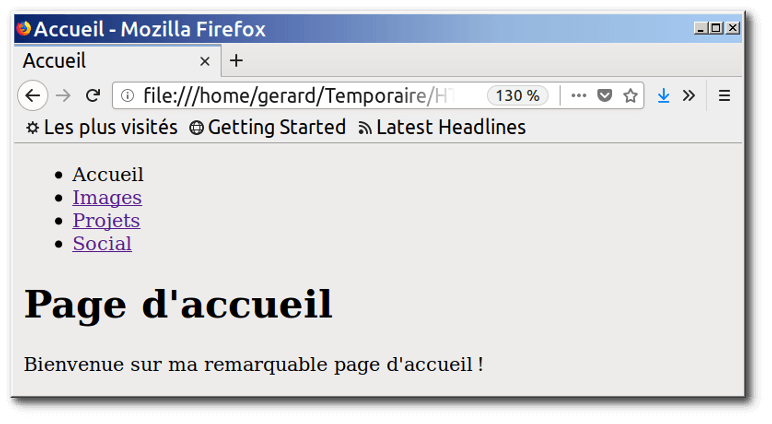 Accueil - Mozilla Firefox
Accueil
file:///home/gerard/Temporaire/HT
130 %
Les plus visités Getting Started Latest Headlines
Accueil
Images
Projets
Social
Page d'accueil
Bienvenue sur ma remarquable page d'accueil !